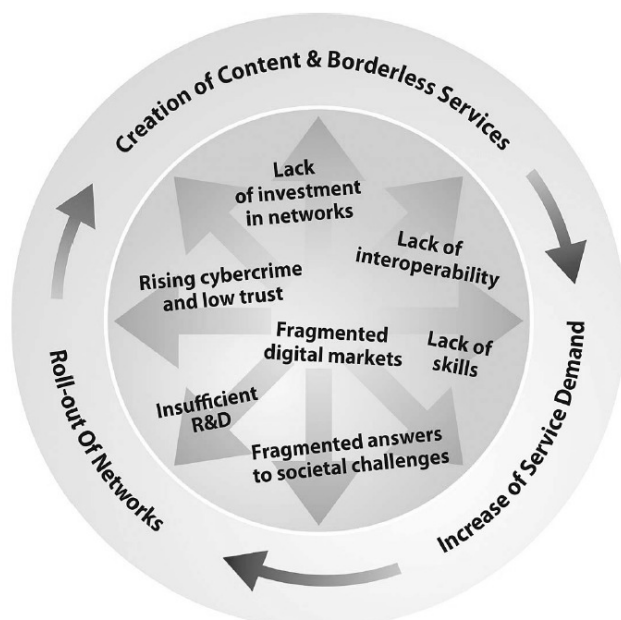 Creation of Content & Borderless Services
Lack
of investment
in networks
Lack of
interoperability
Rising cybercrime
and low trust
Fragmented
digital markets
Lack of
skills
Insufficient
R&D
Fragmented answers
to societal challenges
Increase of Service Demand
Roll-out Of Networks